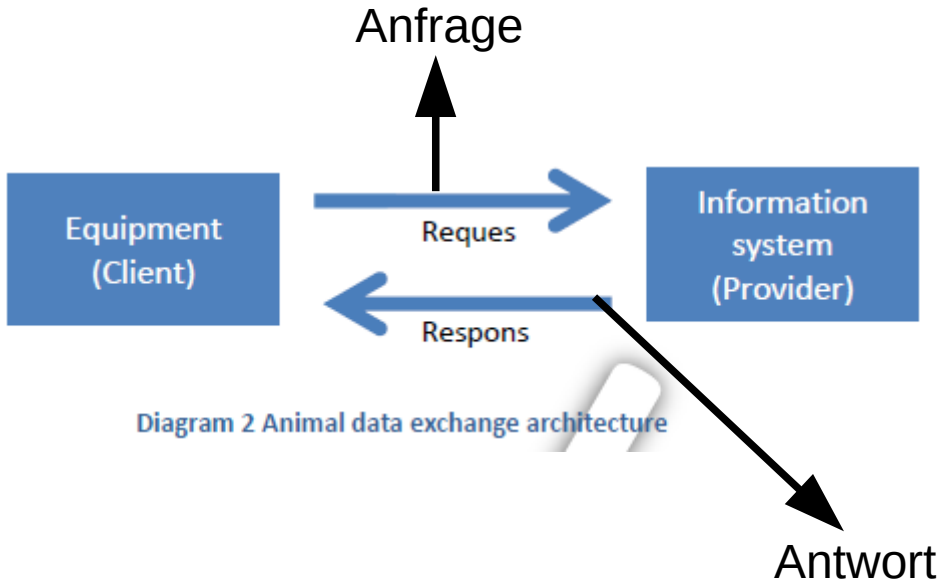 Anfrage
Equipment
(Client)
Reques
Respons
Information
system
(Provider)
Diagram 2 Animal data exchange architecture
Antwort